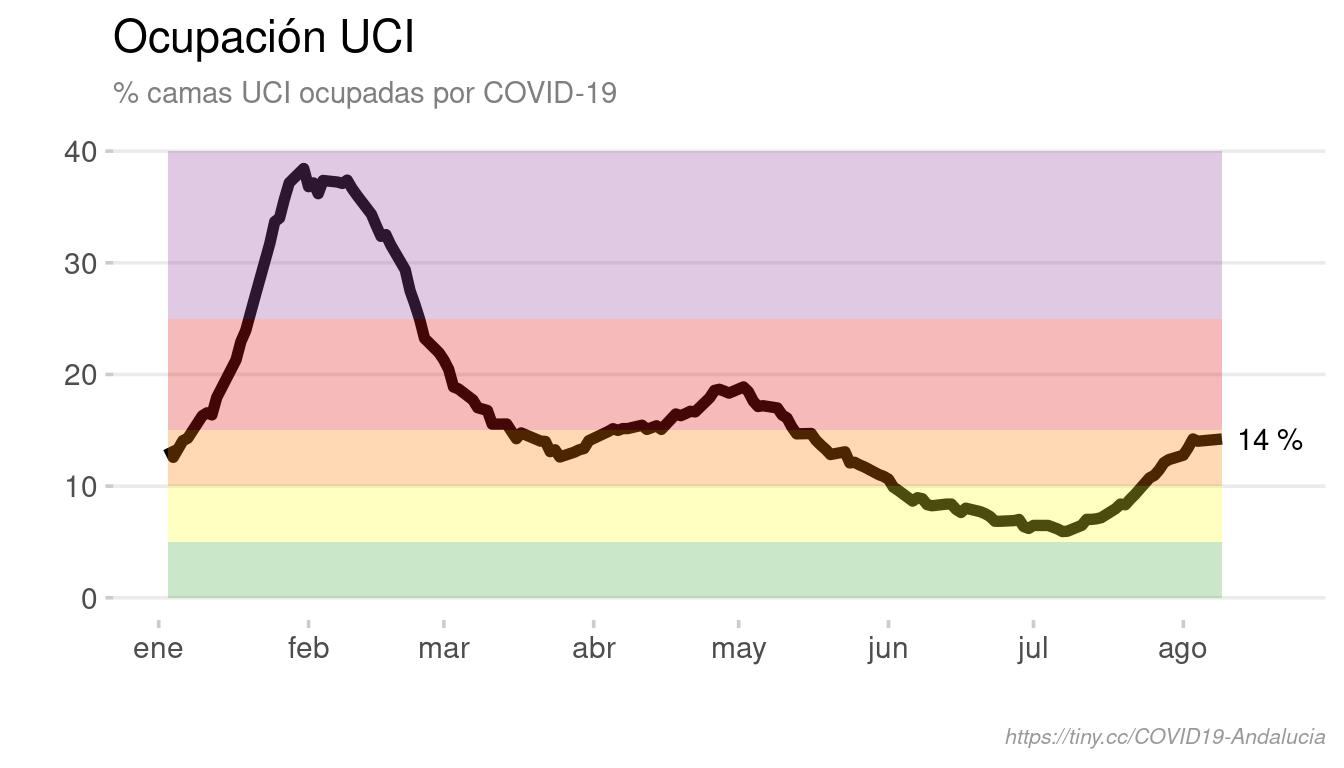 Ocupación UCI
% camas UCI ocupadas por COVID-19
40
30
20
10
0
14 %
ene feb mar abr may jun jul ago
https://tiny.cc/COVID19-Andalucia